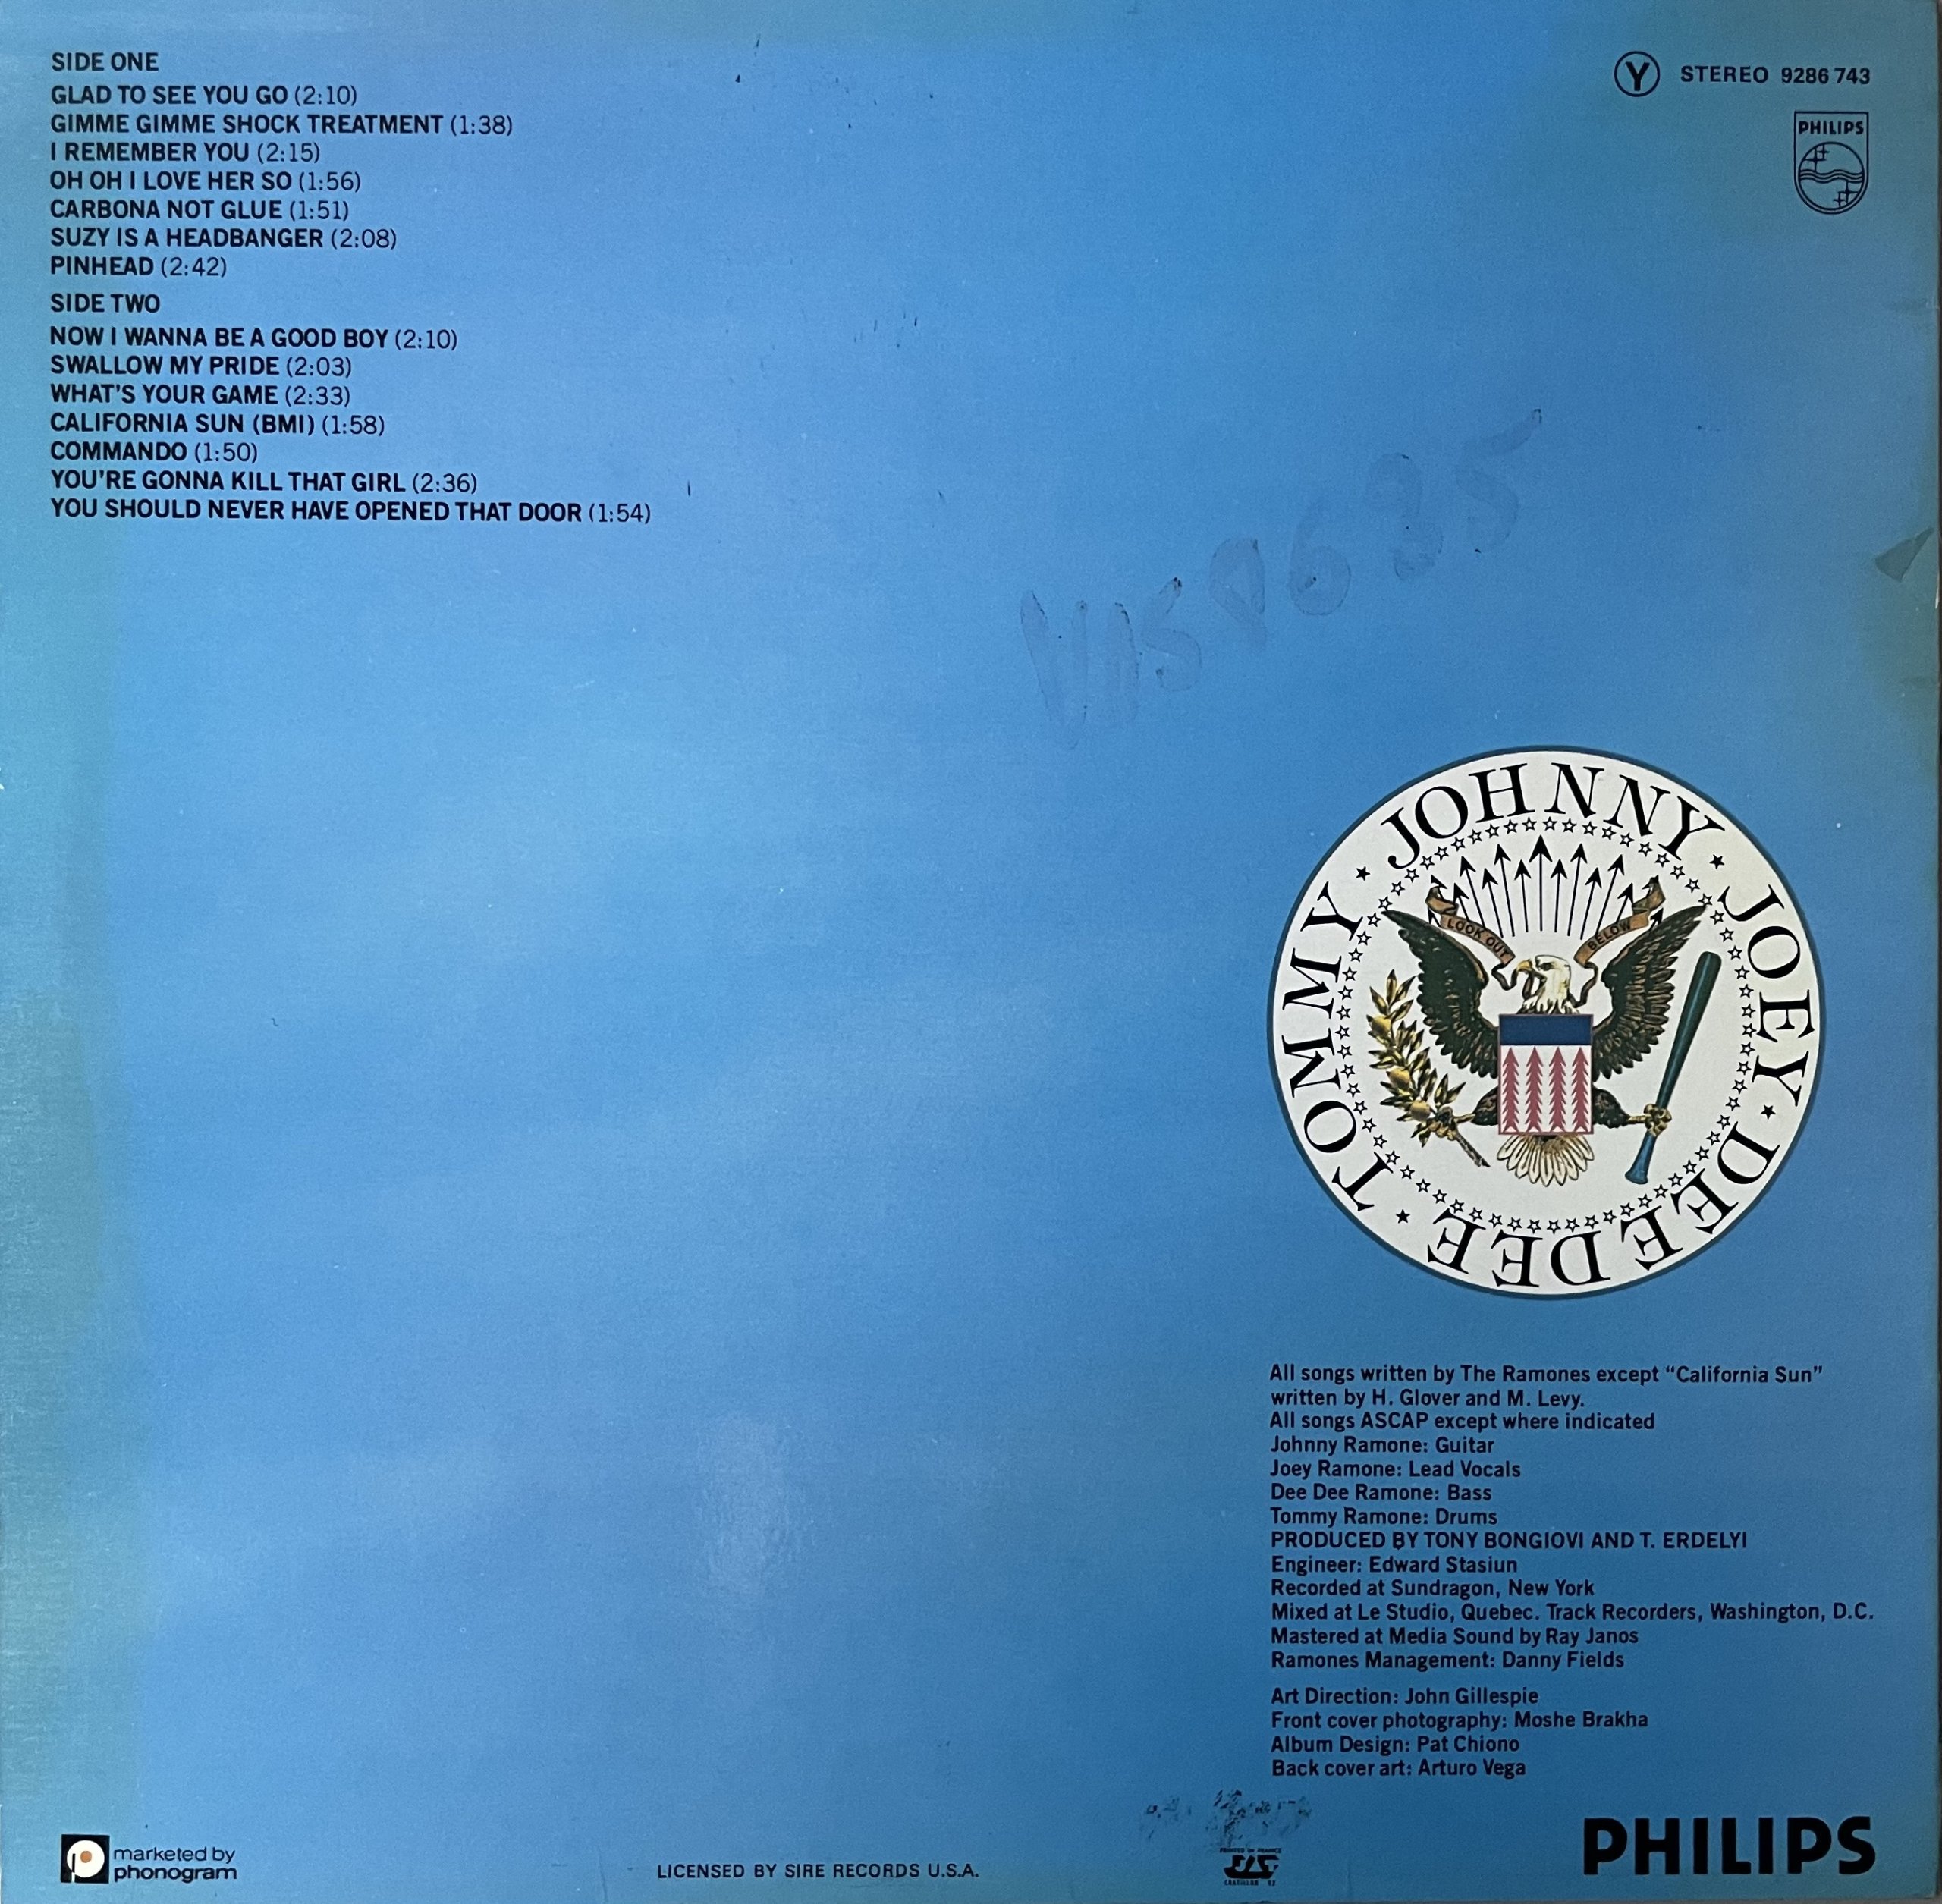 SIDE ONE
GLAD TO SEE YOU GO (2:10)
GIMME GIMME SHOCK TREATMENT (1:38)
I REMEMBER YOU (2:15)
OH OH I LOVE HER SO (1:56)
CARBONA NOT GLUE (1:51)
SUZY IS A HEADBANGER (2:08)
PINHEAD (2:42)
SIDE TWO
NOW I WANNA BE A GOOD BOY (2:10)
SWALLOW MY PRIDE (2:03)
WHAT'S YOUR GAME (2:33)
CALIFORNIA SUN (BMI) (1:58)
COMMANDO (1:50)
YOU'RE GONNA KILL THAT GIRL (2:36)
YOU SHOULD NEVER HAVE OPENED THAT DOOR (1:54)
Y STEREO 9286 743
PHILIPS
JOHNNY
JOEY
DEE DEE
TOMMY
LOOK OUT
BELOW
All songs written by The Ramones except “California Sun”
written by H. Glover and M. Levy.
All songs ASCAP except where indicated
Johnny Ramone: Guitar
Joey Ramone: Lead Vocals
Dee Dee Ramone: Bass
Tommy Ramone: Drums
PRODUCED BY TONY BONGIOVI AND T. ERDELYI
Engineer: Edward Stasiun
Recorded at Sundragon, New York
Mixed at Le Studio, Quebec. Track Recorders, Washington, D.C.
Mastered at Media Sound by Ray Janos
Ramones Management: Danny Fields
Art Direction: John Gillespie
Front cover photography: Moshe Brakha
Album Design: Pat Chiono
Back cover art: Arturo Vega
marketed by
phonogram
LICENSED BY SIRE RECORDS U.S.A.
PRINTED IN FRANCE
PHILIPS